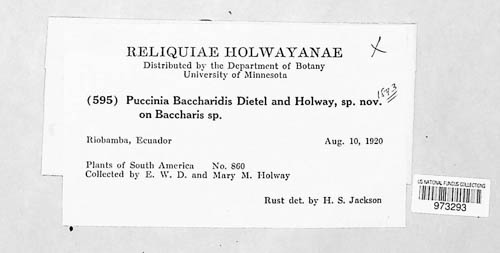 RELIQUIAE HOLWAYANAE
Distributed by the Department of Botany
University of Minnesota
(595) Puccinia Baccharidis Dietel and Holway, sp. nov.
on Baccharis sp.
Riobamba, Ecuador Aug. 10, 1920
Plants of South America No. 860
Collected by E. W. D. and Mary M. Holway
Rust det. by H. S. Jackson
US NATIONAL FUNGUS COLLECTIONS
973293